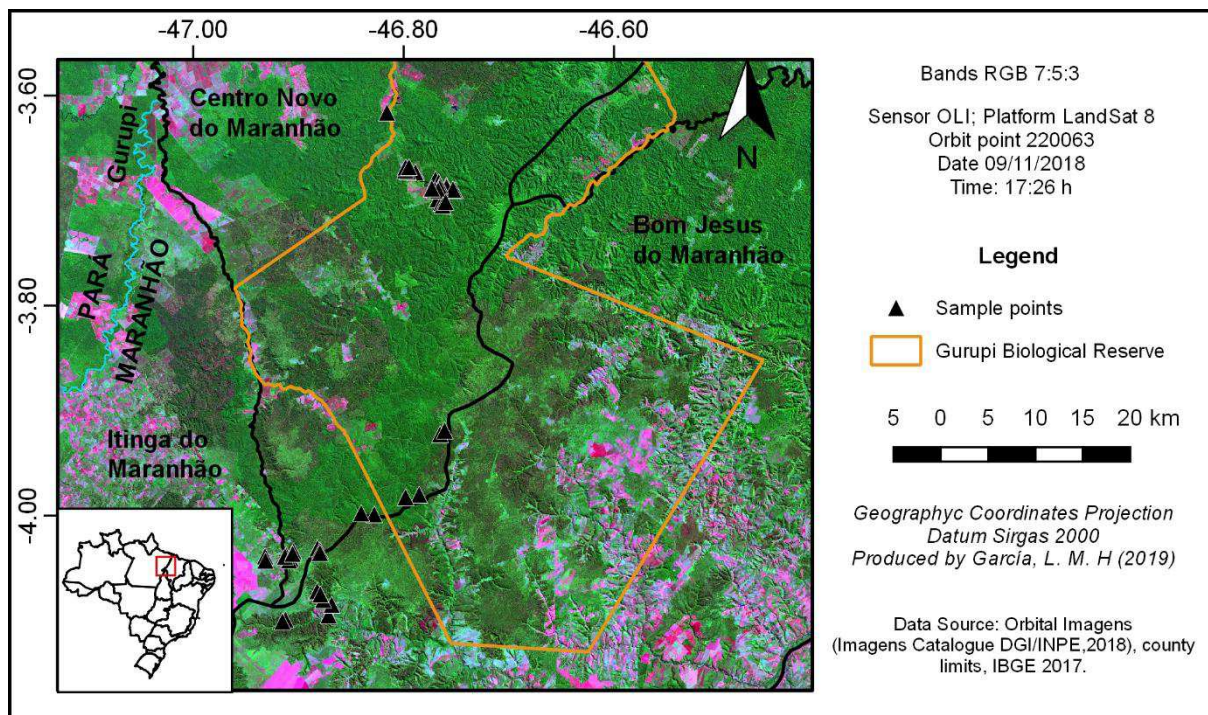 -47.00
-46.80
-46.60
-3.60
-3.80
-4.00
Centro Novo
do Maranhão
Gurupi
PARÁ
MARANHÃO
Bom Jesus
do Maranhão
Itinga do
Maranhão
N
Bands RGB 7:5:3
Sensor OLI; Platform LandSat 8
Orbit point 220063
Date 09/11/2018
Time: 17:26 h
Legend
Sample points
Gurupi Biological Reserve
5 0 5 10 15 20 km
Geographyc Coordinates Projection
Datum Sirgas 2000
Produced by García, L. M. H (2019)
Data Source: Orbital Imagens
(Imagens Catalogue DGI/INPE,2018), county
limits, IBGE 2017.